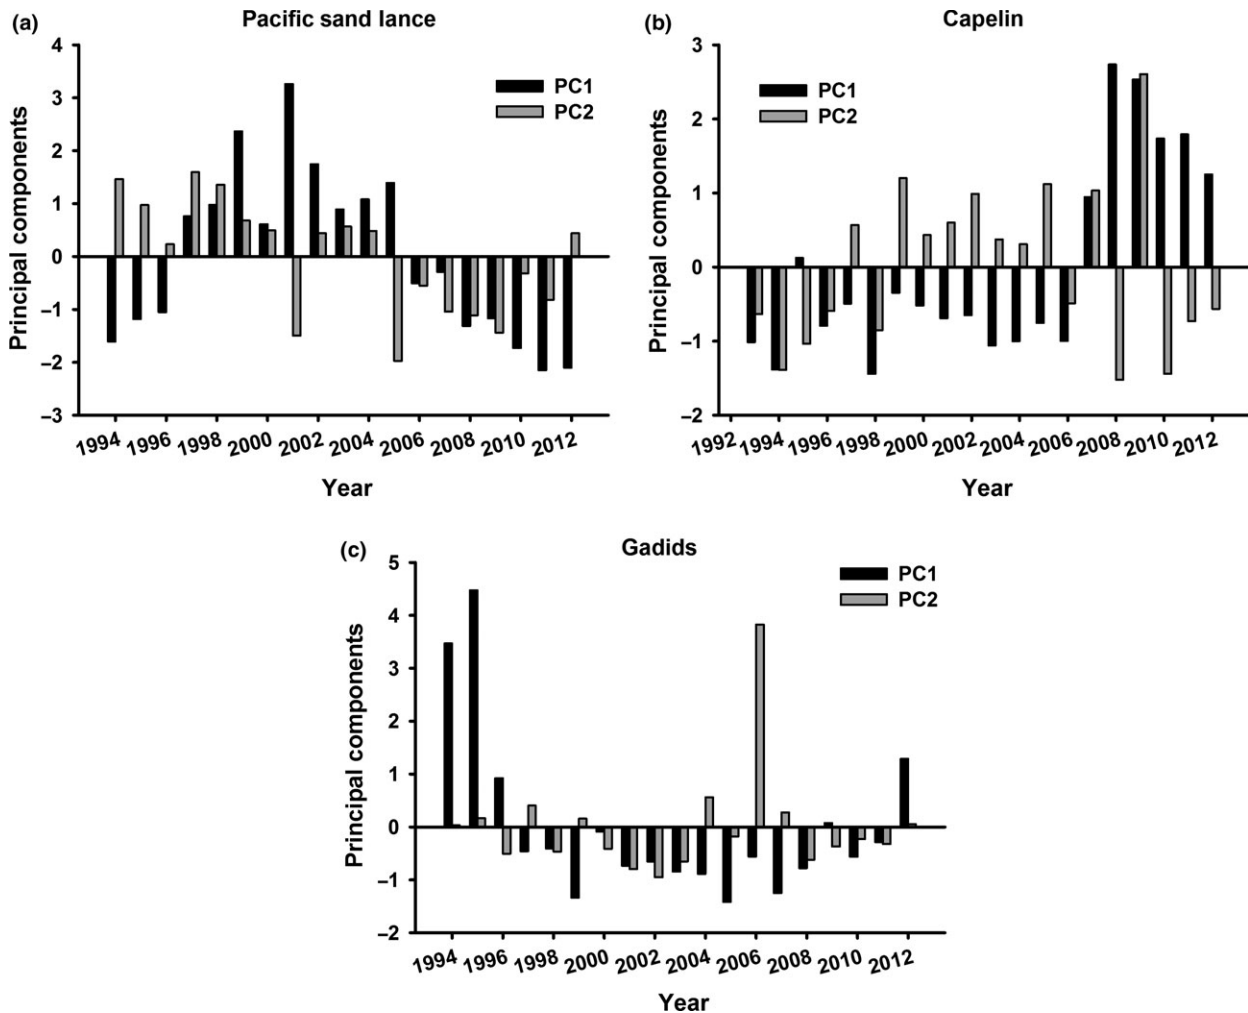 (a) Pacific sand lance
Principal components
4
3
2
1
0
−1
−2
−3
PC1
PC2
1994 1996 1998 2000 2002 2004 2006 2008 2010 2012
Year
(b) Capelin
Principal components
3
2
1
0
−1
−2
PC1
PC2
1992 1994 1996 1998 2000 2002 2004 2006 2008 2010 2012
Year
(c) Gadids
Principal components
5
4
3
2
1
0
−1
−2
PC1
PC2
1994 1996 1998 2000 2002 2004 2006 2008 2010 2012
Year